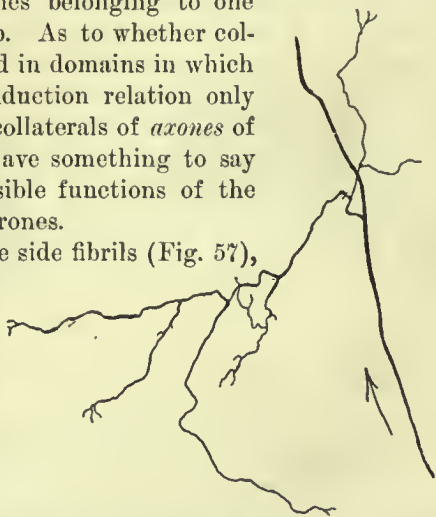 nes belonging to one
As to whether col-
d in domains in which
duction relation only
collaterals of axones of
ave something to say
sible functions of the
rones.
e side fibrils (Fig. 57),